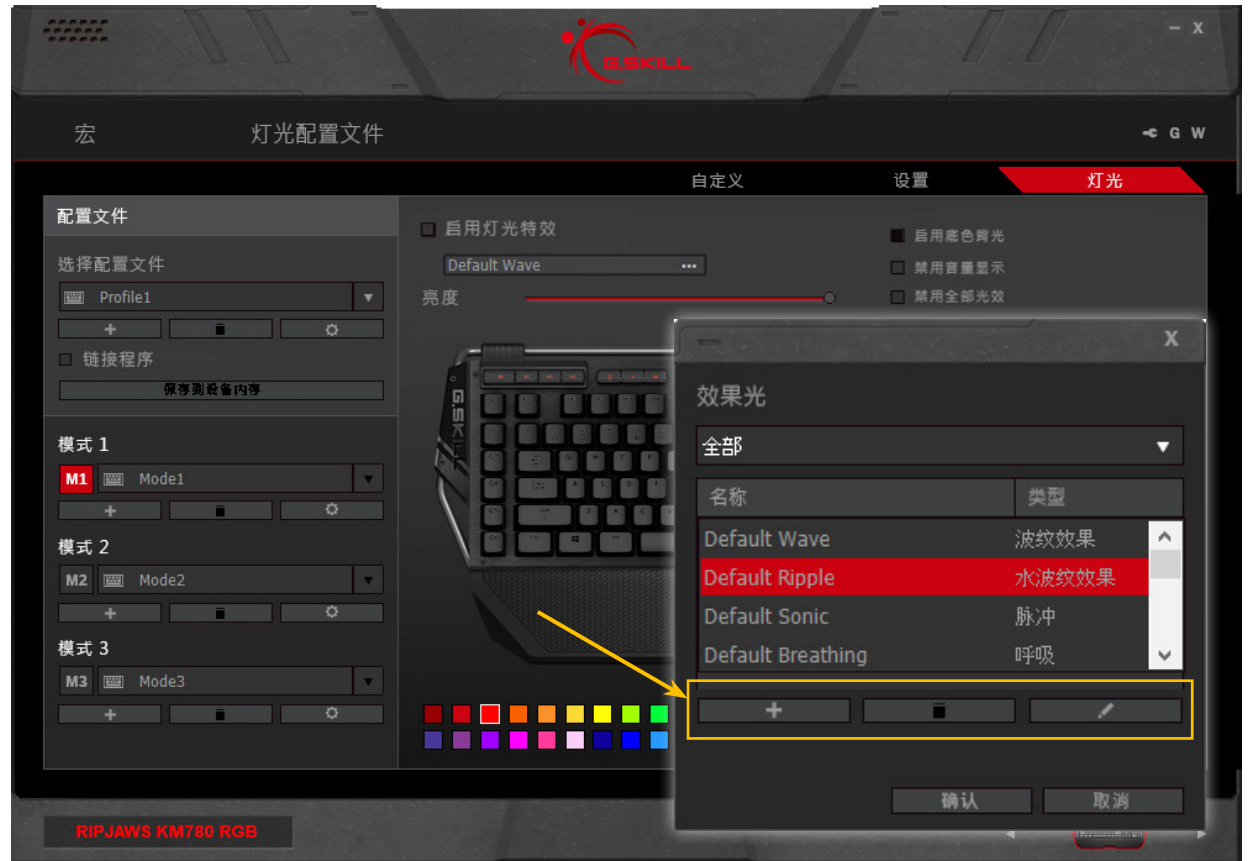 G.SKILL
− X
宏 灯光配置文件 G W
自定义 设置 灯光
配置文件
选择配置文件
Profile1
链接程序
保存到设备内存
模式 1
M1 Mode1
模式 2
M2 Mode2
模式 3
M3 Mode3
启用灯光特效
Default Wave •••
亮度
启用底色背光
禁用音量显示
禁用全部光效
G.SKILL
X
效果光
全部
名称 类型
Default Wave 波纹效果
Default Ripple 水波纹效果
Default Sonic 脉冲
Default Breathing 呼吸
确认 取消
RIPJAWS KM780 RGB